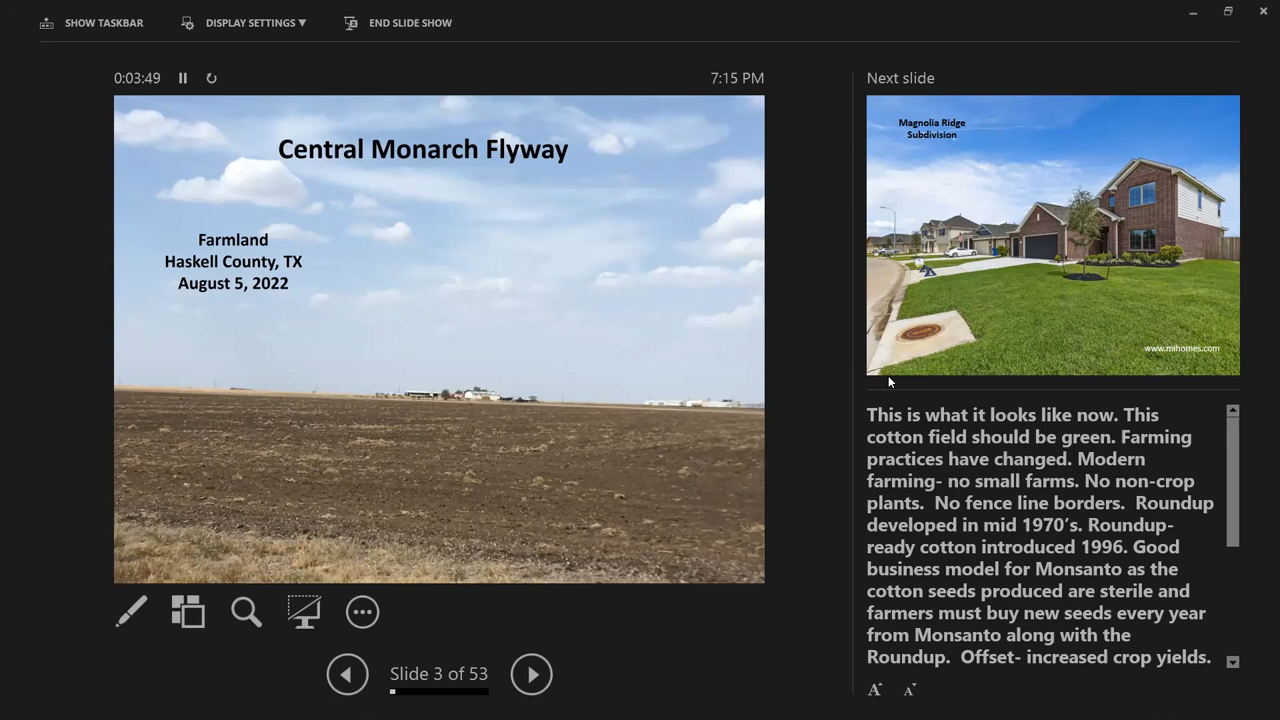 SHOW TASKBAR
DISPLAY SETTINGS ▼
END SLIDE SHOW
0:03:49
7:15 PM
Central Monarch Flyway
Farmland
Haskell County, TX
August 5, 2022
Slide 3 of 53
Next slide
Magnolia Ridge
Subdivision
www.mihomes.com
This is what it looks like now. This
cotton field should be green. Farming
practices have changed. Modern
farming- no small farms. No non-crop
plants.  No fence line borders.  Roundup
developed in mid 1970’s. Roundup-
ready cotton introduced 1996. Good
business model for Monsanto as the
cotton seeds produced are sterile and
farmers must buy new seeds every year
from Monsanto along with the
Roundup.  Offset- increased crop yields.
A A